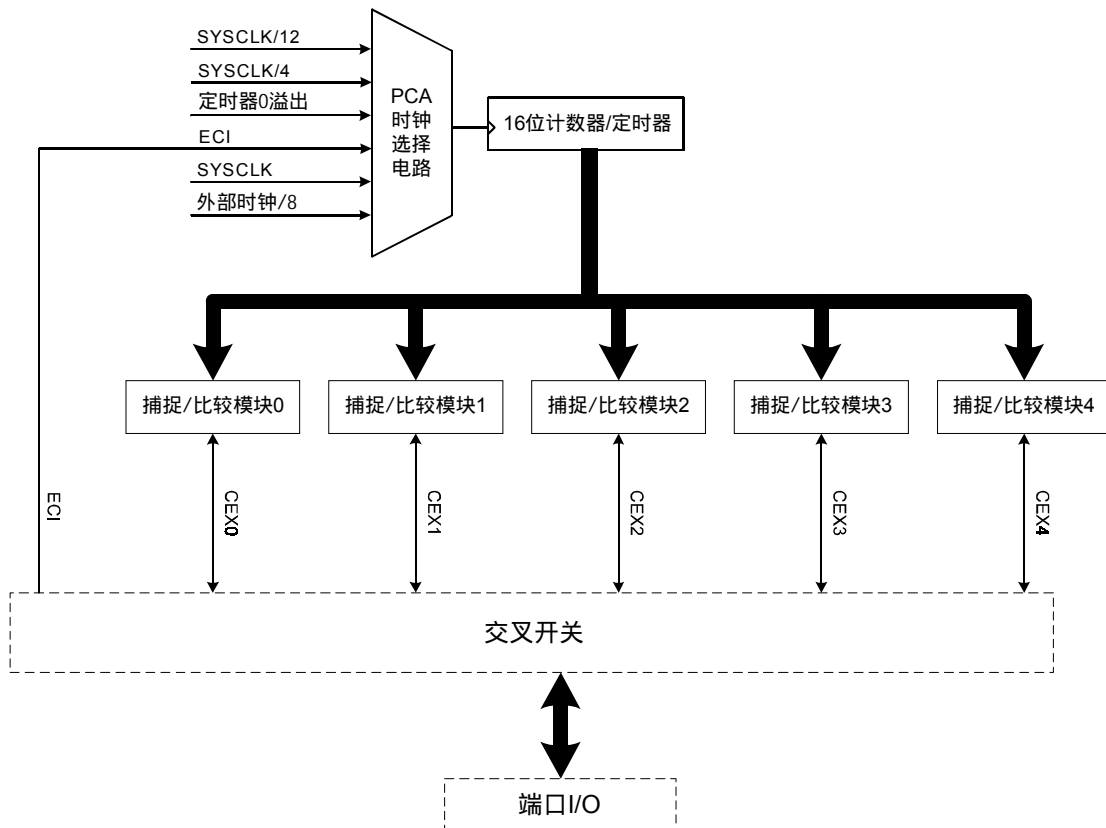 SYSCLK/12
SYSCLK/4
定时器0溢出
ECI
SYSCLK
外部时钟/8
PCA
时钟
选择
电路
16位计数器/定时器
捕捉/比较模块0
捕捉/比较模块1
捕捉/比较模块2
捕捉/比较模块3
捕捉/比较模块4
ECI
CEX0
CEX1
CEX2
CEX3
CEX4
交叉开关
端口I/O